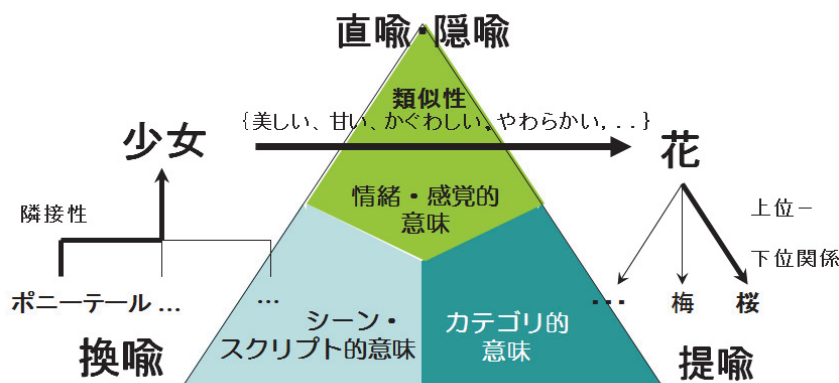 直喩・隠喩
類似性
{美しい、甘い、かぐわしい、やわらかい, . . }
少女
花
情緒・感覚的
意味
隣接性
上位－
下位関係
ポニーテール ...
...
・・・
梅
桜
シーン・
スクリプト的意味
カテゴリ的
意味
換喩
提喩